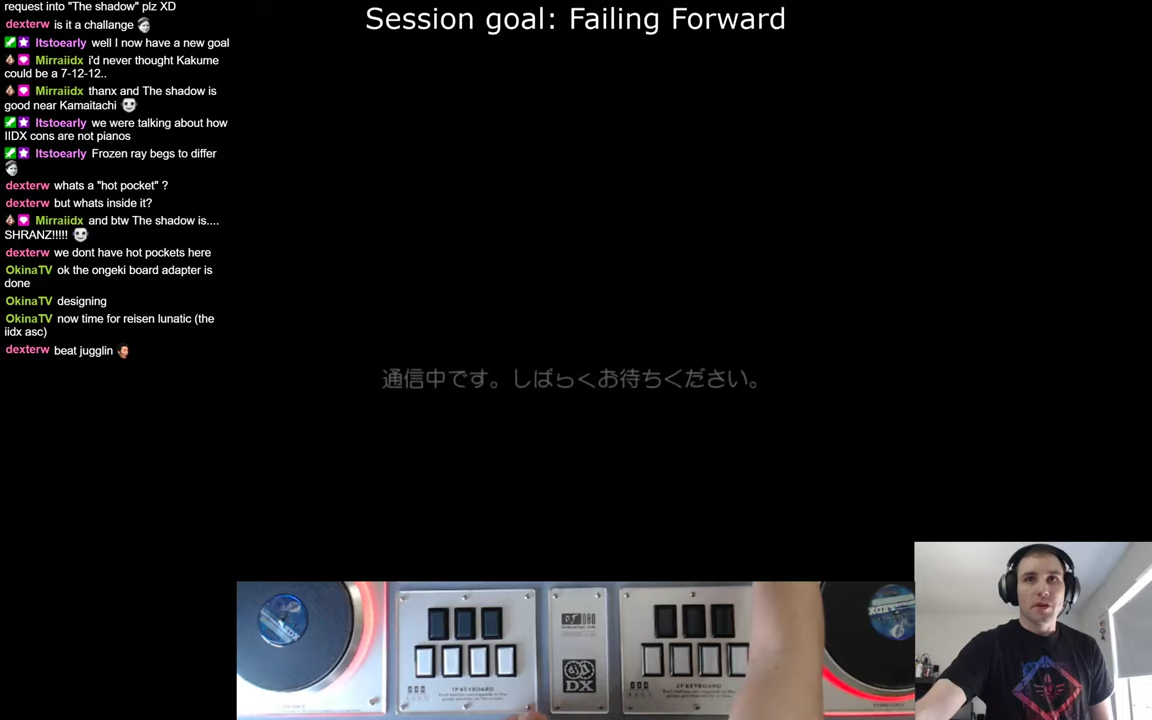 request into "The shadow" plz XD
dexterw is it a challange
Itstoearly well I now have a new goal
Mirraiidx i'd never thought Kakume
could be a 7-12-12..
Mirraiidx thanx and The shadow is
good near Kamaitachi
Itstoearly we were talking about how
IIDX cons are not pianos
Itstoearly Frozen ray begs to differ
dexterw whats a "hot pocket" ?
dexterw but whats inside it?
Mirraiidx and btw The shadow is....
SHRANZ!!!!!
dexterw we dont have hot pockets here
OkinaTV ok the ongeki board adapter is
done
OkinaTV designing
OkinaTV now time for reisen lunatic (the
iidx asc)
dexterw beat jugglin
Session goal: Failing Forward
通信中です。しばらくお待ちください。
DX